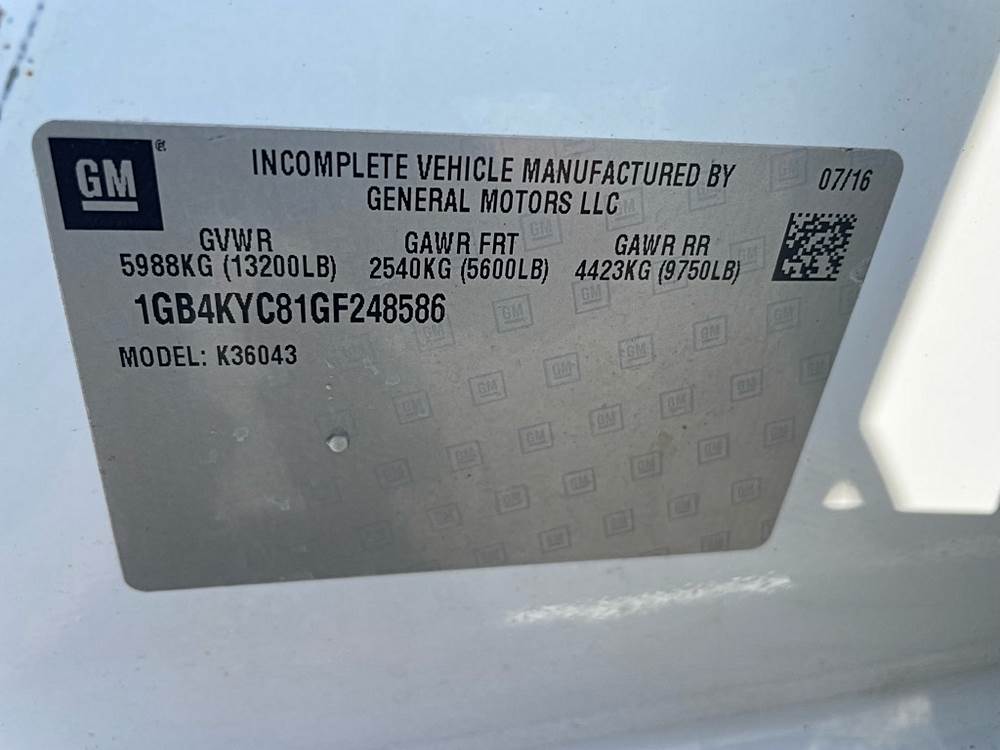 GM
INCOMPLETE VEHICLE MANUFACTURED BY
GENERAL MOTORS LLC
07/16
GVWR
5988KG (13200LB)
GAWR FRT
2540KG (5600LB)
GAWR RR
4423KG (9750LB)
1GB4KYC81GF248586
MODEL: K36043